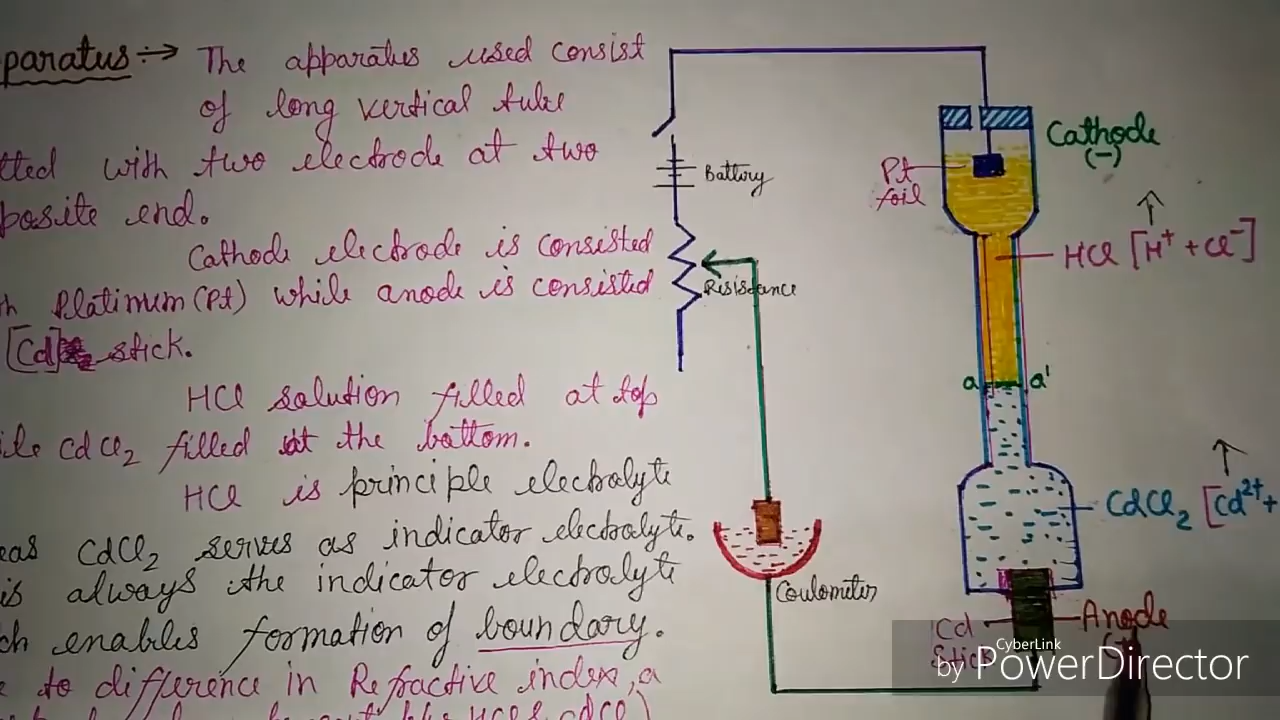 paratus :→ The apparatus used consist
of long vertical tube
tted with two electrode at two
posite end.
Cathode electrode is consisted
h Platinum (Pt) while anode is consisted
[Cd] stick.
HCl solution filled at top
ile CdCl2 filled at the bottom.
HCl is principle electrolyte
eas CdCl2 serves as indicator electrolyte.
is always the indicator electrolyte
ch enables formation of boundary.
e to difference in Refractive index, a
Battery
Resistance
Coulometer
Cathode
(-)
Pt
foil
HCl [H+ + Cl-]
a a'
CdCl2 [Cd2+ +
Cd
Stick
Anode
(+)
CyberLink
by PowerDirector